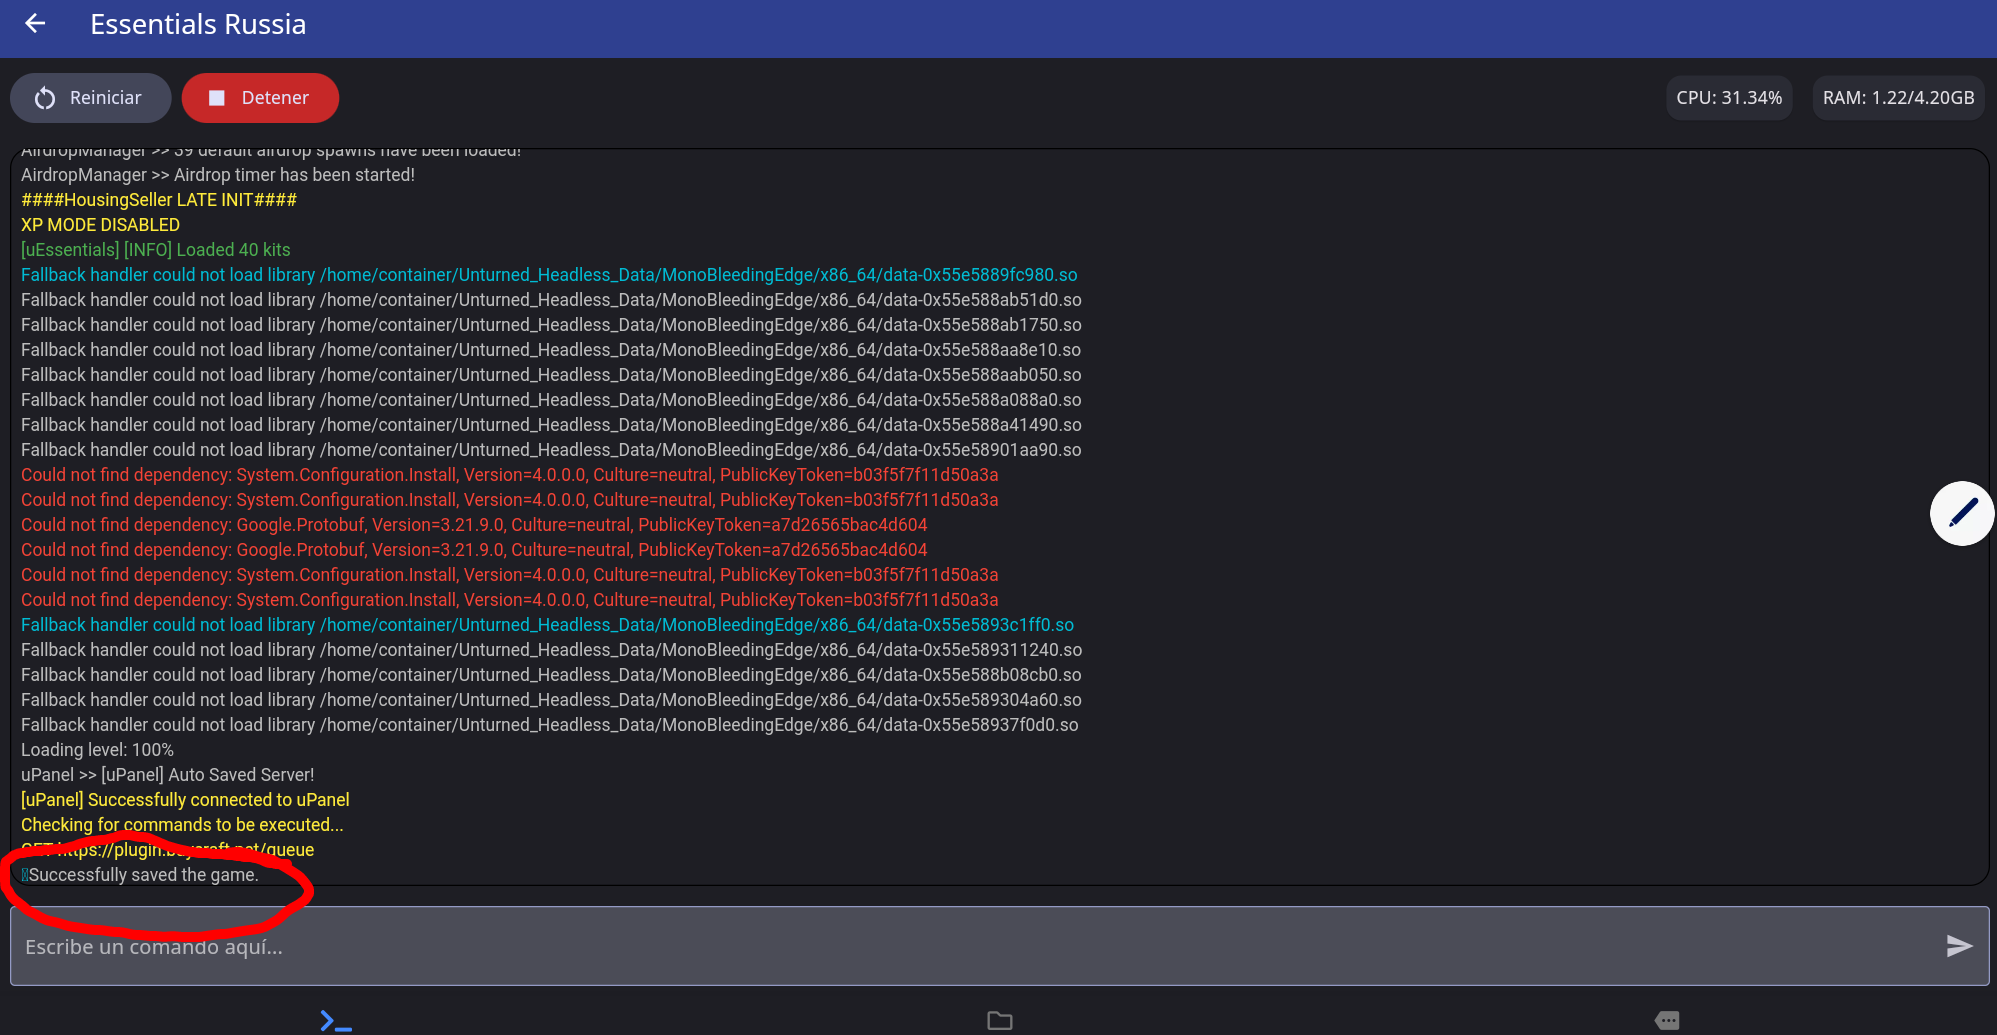 Essentials Russia
Reiniciar
Detener
CPU: 31.34%
RAM: 1.22/4.20GB
AirdropManager >> 39 default airdrop spawns have been loaded!
AirdropManager >> Airdrop timer has been started!
####HousingSeller LATE INIT####
XP MODE DISABLED
[uEssentials] [INFO] Loaded 40 kits
Fallback handler could not load library /home/container/Unturned_Headless_Data/MonoBleedingEdge/x86_64/data-0x55e5889fc980.so
Fallback handler could not load library /home/container/Unturned_Headless_Data/MonoBleedingEdge/x86_64/data-0x55e588ab51d0.so
Fallback handler could not load library /home/container/Unturned_Headless_Data/MonoBleedingEdge/x86_64/data-0x55e588ab1750.so
Fallback handler could not load library /home/container/Unturned_Headless_Data/MonoBleedingEdge/x86_64/data-0x55e588aa8e10.so
Fallback handler could not load library /home/container/Unturned_Headless_Data/MonoBleedingEdge/x86_64/data-0x55e588aab050.so
Fallback handler could not load library /home/container/Unturned_Headless_Data/MonoBleedingEdge/x86_64/data-0x55e588a088a0.so
Fallback handler could not load library /home/container/Unturned_Headless_Data/MonoBleedingEdge/x86_64/data-0x55e588a41490.so
Fallback handler could not load library /home/container/Unturned_Headless_Data/MonoBleedingEdge/x86_64/data-0x55e58901aa90.so
Could not find dependency: System.Configuration.Install, Version=4.0.0.0, Culture=neutral, PublicKeyToken=b03f5f7f11d50a3a
Could not find dependency: System.Configuration.Install, Version=4.0.0.0, Culture=neutral, PublicKeyToken=b03f5f7f11d50a3a
Could not find dependency: Google.Protobuf, Version=3.21.9.0, Culture=neutral, PublicKeyToken=a7d26565bac4d604
Could not find dependency: Google.Protobuf, Version=3.21.9.0, Culture=neutral, PublicKeyToken=a7d26565bac4d604
Could not find dependency: System.Configuration.Install, Version=4.0.0.0, Culture=neutral, PublicKeyToken=b03f5f7f11d50a3a
Could not find dependency: System.Configuration.Install, Version=4.0.0.0, Culture=neutral, PublicKeyToken=b03f5f7f11d50a3a
Fallback handler could not load library /home/container/Unturned_Headless_Data/MonoBleedingEdge/x86_64/data-0x55e5893c1ff0.so
Fallback handler could not load library /home/container/Unturned_Headless_Data/MonoBleedingEdge/x86_64/data-0x55e589311240.so
Fallback handler could not load library /home/container/Unturned_Headless_Data/MonoBleedingEdge/x86_64/data-0x55e588b08cb0.so
Fallback handler could not load library /home/container/Unturned_Headless_Data/MonoBleedingEdge/x86_64/data-0x55e589304a60.so
Fallback handler could not load library /home/container/Unturned_Headless_Data/MonoBleedingEdge/x86_64/data-0x55e58937f0d0.so
Loading level: 100%
uPanel >> [uPanel] Auto Saved Server!
[uPanel] Successfully connected to uPanel
Checking for commands to be executed...
GET https://plugin.buycraft.net/queue
Successfully saved the game.
Escribe un comando aquí...